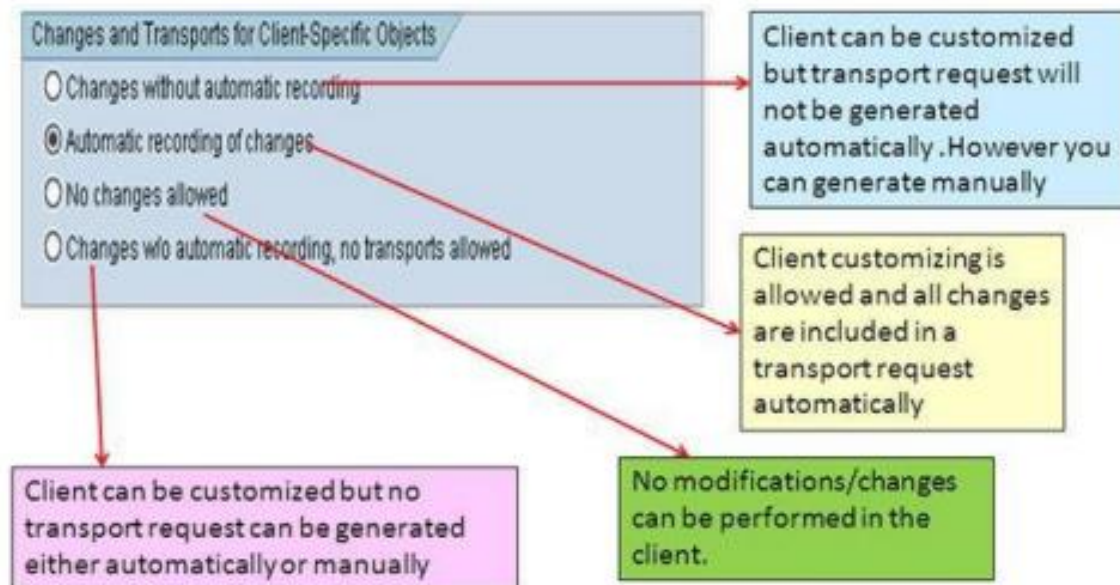 Changes and Transports for Client-Specific Objects
Changes without automatic recording
Automatic recording of changes
No changes allowed
Changes w/o automatic recording, no transports allowed
Client can be customized
but transport request will
not be generated
automatically .However you
can generate manually
Client customizing is
allowed and all changes
are included in a
transport request
automatically
Client can be customized but no
transport request can be generated
either automatically or manually
No modifications/changes
can be performed in the
client.